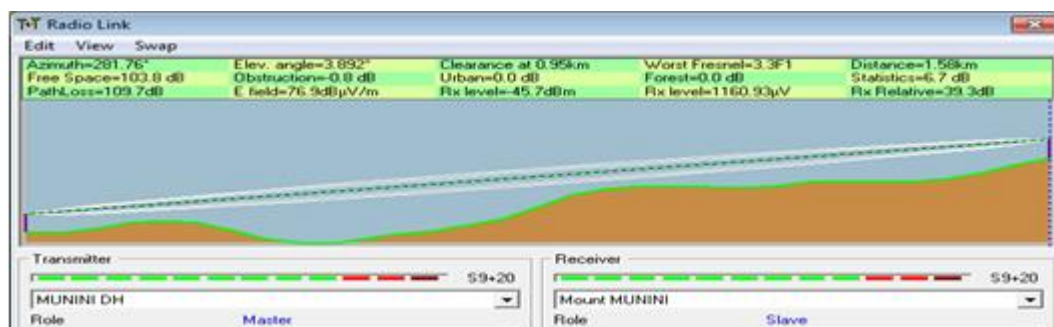 Radio Link
Edit View Swap
Azimuth=281.76° Elev. angle=3.892° Clearance at 0.95km Worst Fresnel=3.3F1 Distance=1.58km
Free Space=103.8 dB Obstruction=-0.8 dB Urban=0.0 dB Forest=0.0 dB Statistics=6.7 dB
PathLoss=109.7dB E field=76.9dBµV/m Rx level=-45.7dBm Rx level=1160.93µV Rx Relative=39.3dB
Transmitter
S9+20
MUNINI DH
Role Master
Receiver
S9+20
Mount MUNINI
Role Slave